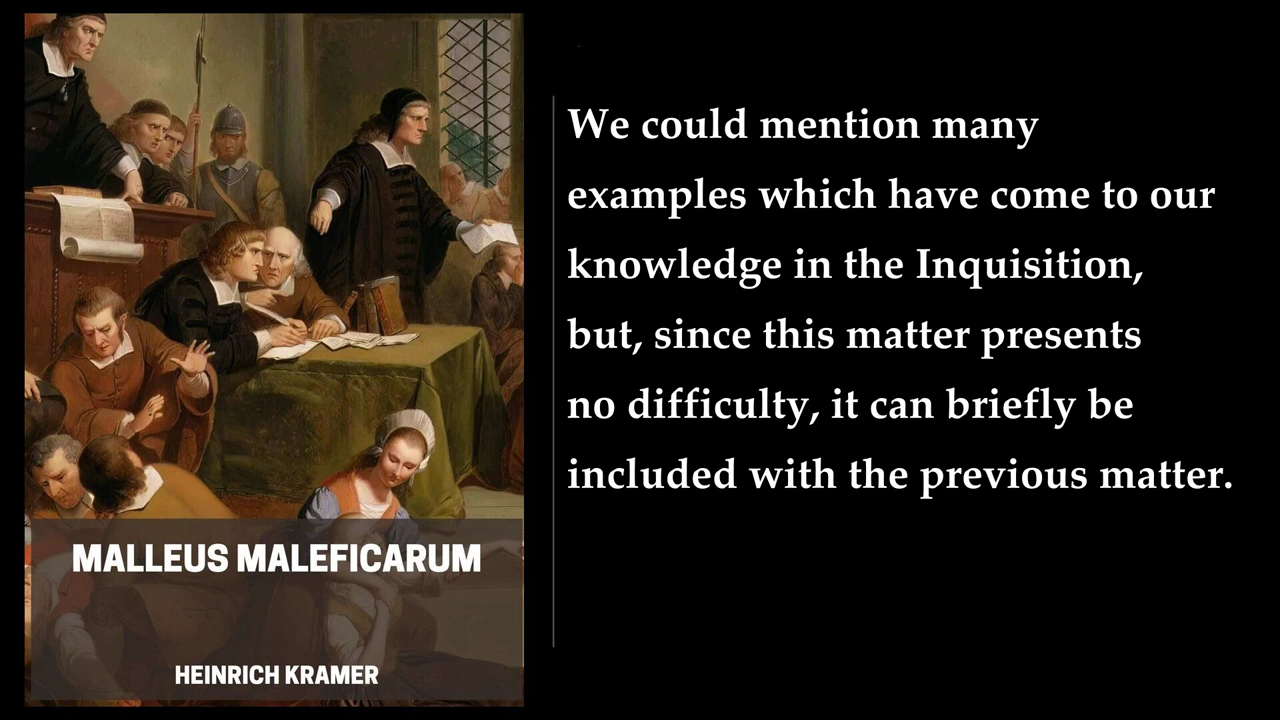 MALLEUS MALEFICARUM
HEINRICH KRAMER
We could mention many
examples which have come to our
knowledge in the Inquisition,
but, since this matter presents
no difficulty, it can briefly be
included with the previous matter.